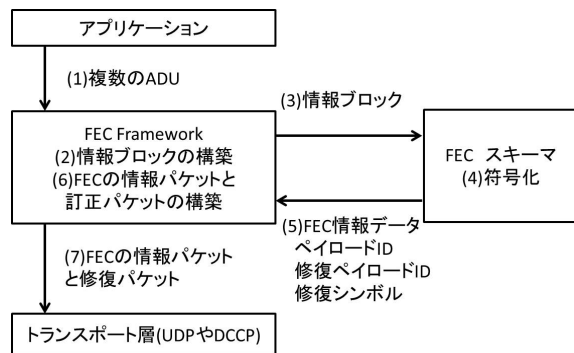 アプリケーション
(1)複数のADU
FEC Framework
(2)情報ブロックの構築
(6)FECの情報パケットと
訂正パケットの構築
(3)情報ブロック
FEC スキーマ
(4)符号化
(5)FEC情報データ
ペイロードID
修復ペイロードID
修復シンボル
(7)FECの情報パケット
と修復パケット
トランスポート層(UDPやDCCP)